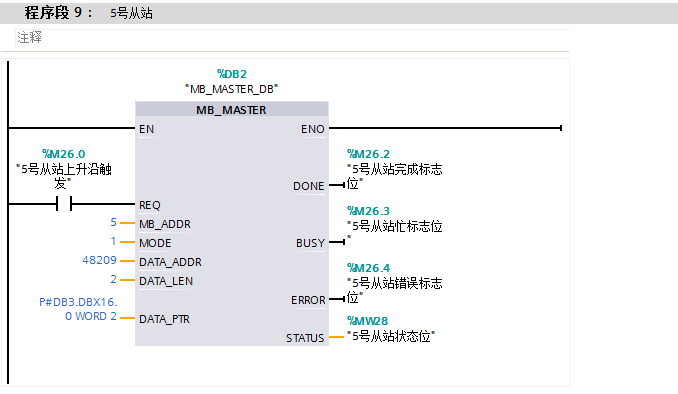 程序段 9： 5号从站
注释
%DB2
"MB_MASTER_DB"
MB_MASTER
EN ENO
%M26.0
"5号从站上升沿触
发"
REQ
5 MB_ADDR
1 MODE
48209 DATA_ADDR
2 DATA_LEN
P#DB3.DBX16.
0 WORD 2 DATA_PTR
%M26.2
"5号从站完成标志
DONE 位"
%M26.3
"5号从站忙标志位
BUSY "
%M26.4
"5号从站错误标志
ERROR 位"
%MW28
STATUS "5号从站状态位"